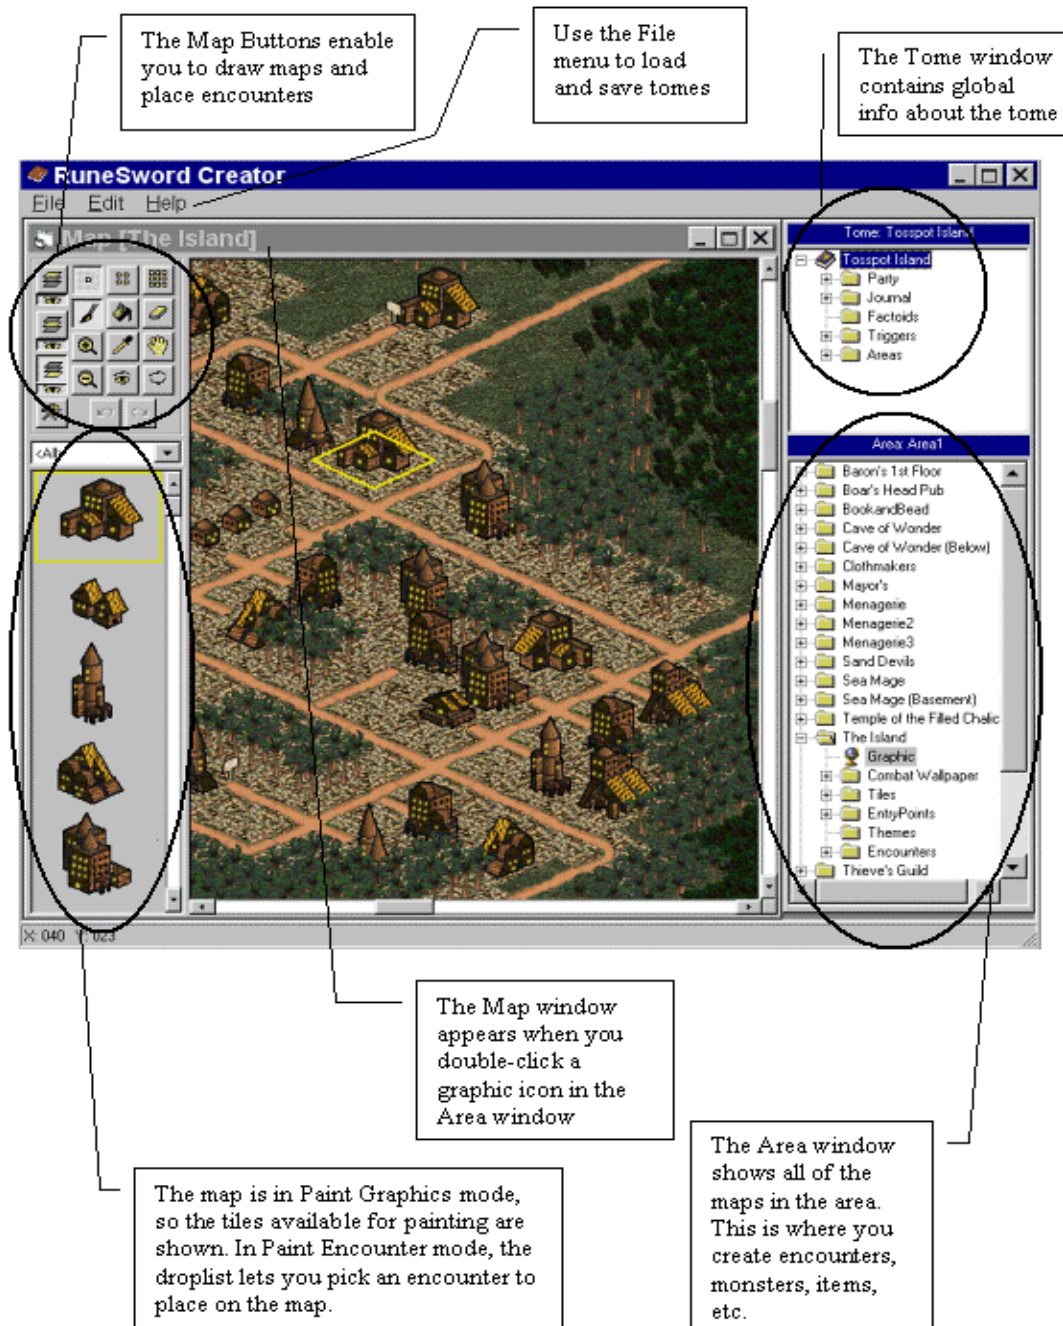 The Map Buttons enable
you to draw maps and
place encounters
Use the File
menu to load
and save tomes
The Tome window
contains global
info about the tome
RuneSword Creator
File Edit Help
Map [The Island]
Tome: Tosspot Island
Tosspot Island
Party
Journal
Factoids
Triggers
Areas
<All>
Area: Area1
Baron's 1st Floor
Boar's Head Pub
BookandBead
Cave of Wonder
Cave of Wonder (Below)
Clothmakers
Mayor's
Menagerie
Menagerie2
Menagerie3
Sand Devils
Sea Mage
Sea Mage (Basement)
Temple of the Filled Chalic
The Island
Graphic
Combat Wallpaper
Tiles
EntryPoints
Themes
Encounters
Thieve's Guild
X: 040 Y: 023
The Map window
appears when you
double-click a
graphic icon in the
Area window
The Area window
shows all of the
maps in the area.
This is where you
create encounters,
monsters, items,
etc.
The map is in Paint Graphics mode,
so the tiles available for painting are
shown. In Paint Encounter mode, the
droplist lets you pick an encounter to
place on the map.